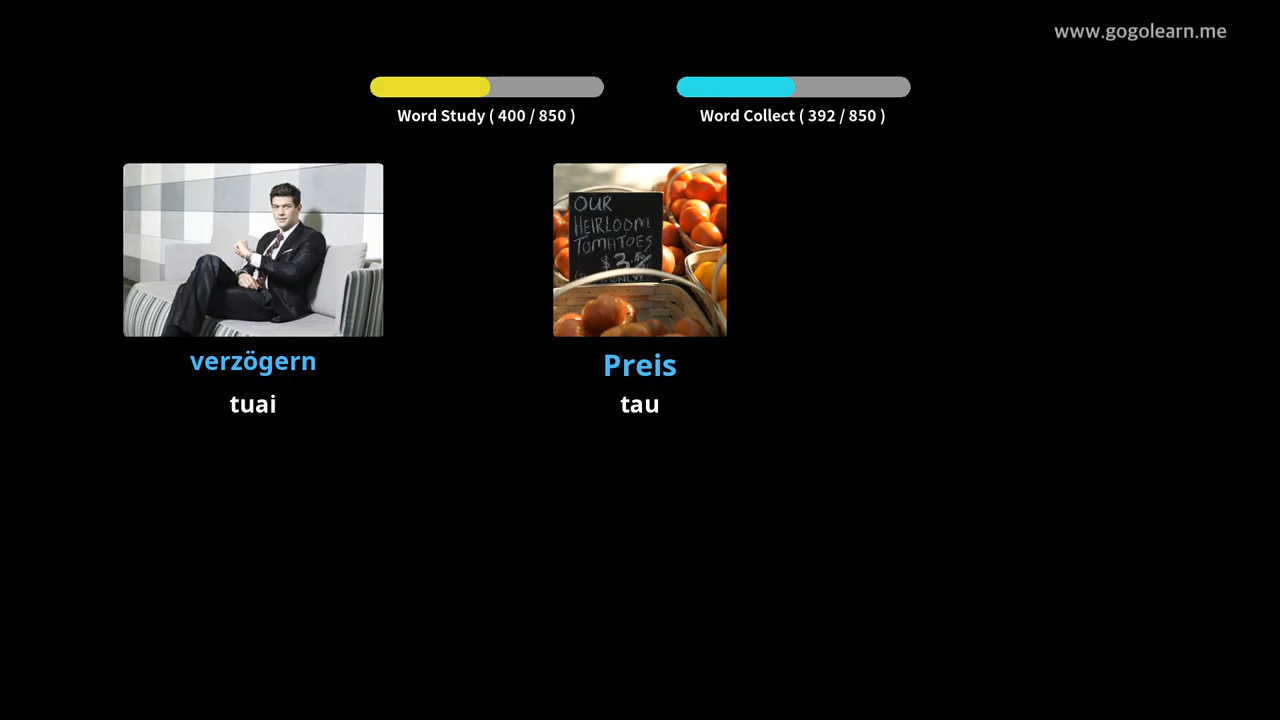 www.gogolearn.me
Word Study ( 400 / 850 )
Word Collect ( 392 / 850 )
OUR
HEIRLOOM
TOMATOES
verzögern
Preis
tuai
tau